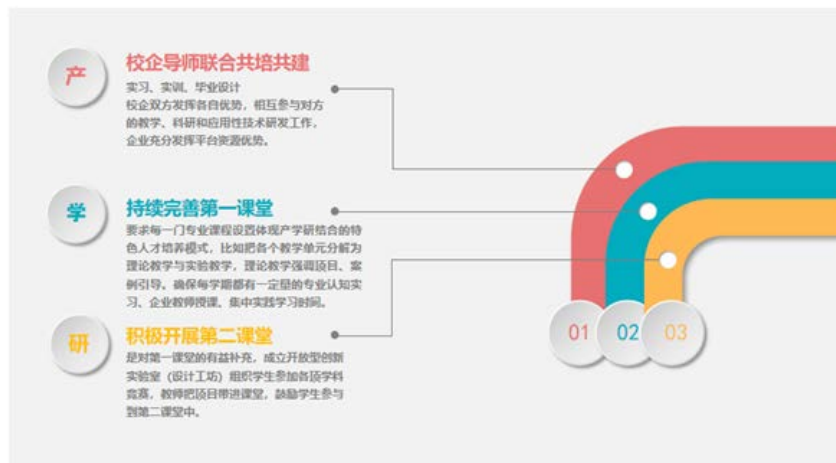 产
校企导师联合共培共建
实习、实训、毕业设计
校企双方发挥各自优势，相互参与对方
的教学、科研和应用性技术研发工作，
企业充分发挥平台资源优势。
学
持续完善第一课堂
要求每一门专业课程设置体现产学研结合的特
色人才培养模式，比如把各个教学单元分解为
理论教学与实验教学，理论教学强调项目、案
例引导。确保每学期都有一定量的专业认知实
习、企业教师授课、集中实践学习时间。
研
积极开展第二课堂
是对第一课堂的有益补充，成立开放型创新
实验室（设计工坊）组织学生参加各项学科
竞赛，教师把项目带进课堂，鼓励学生参与
到第二课堂中。
01 02 03